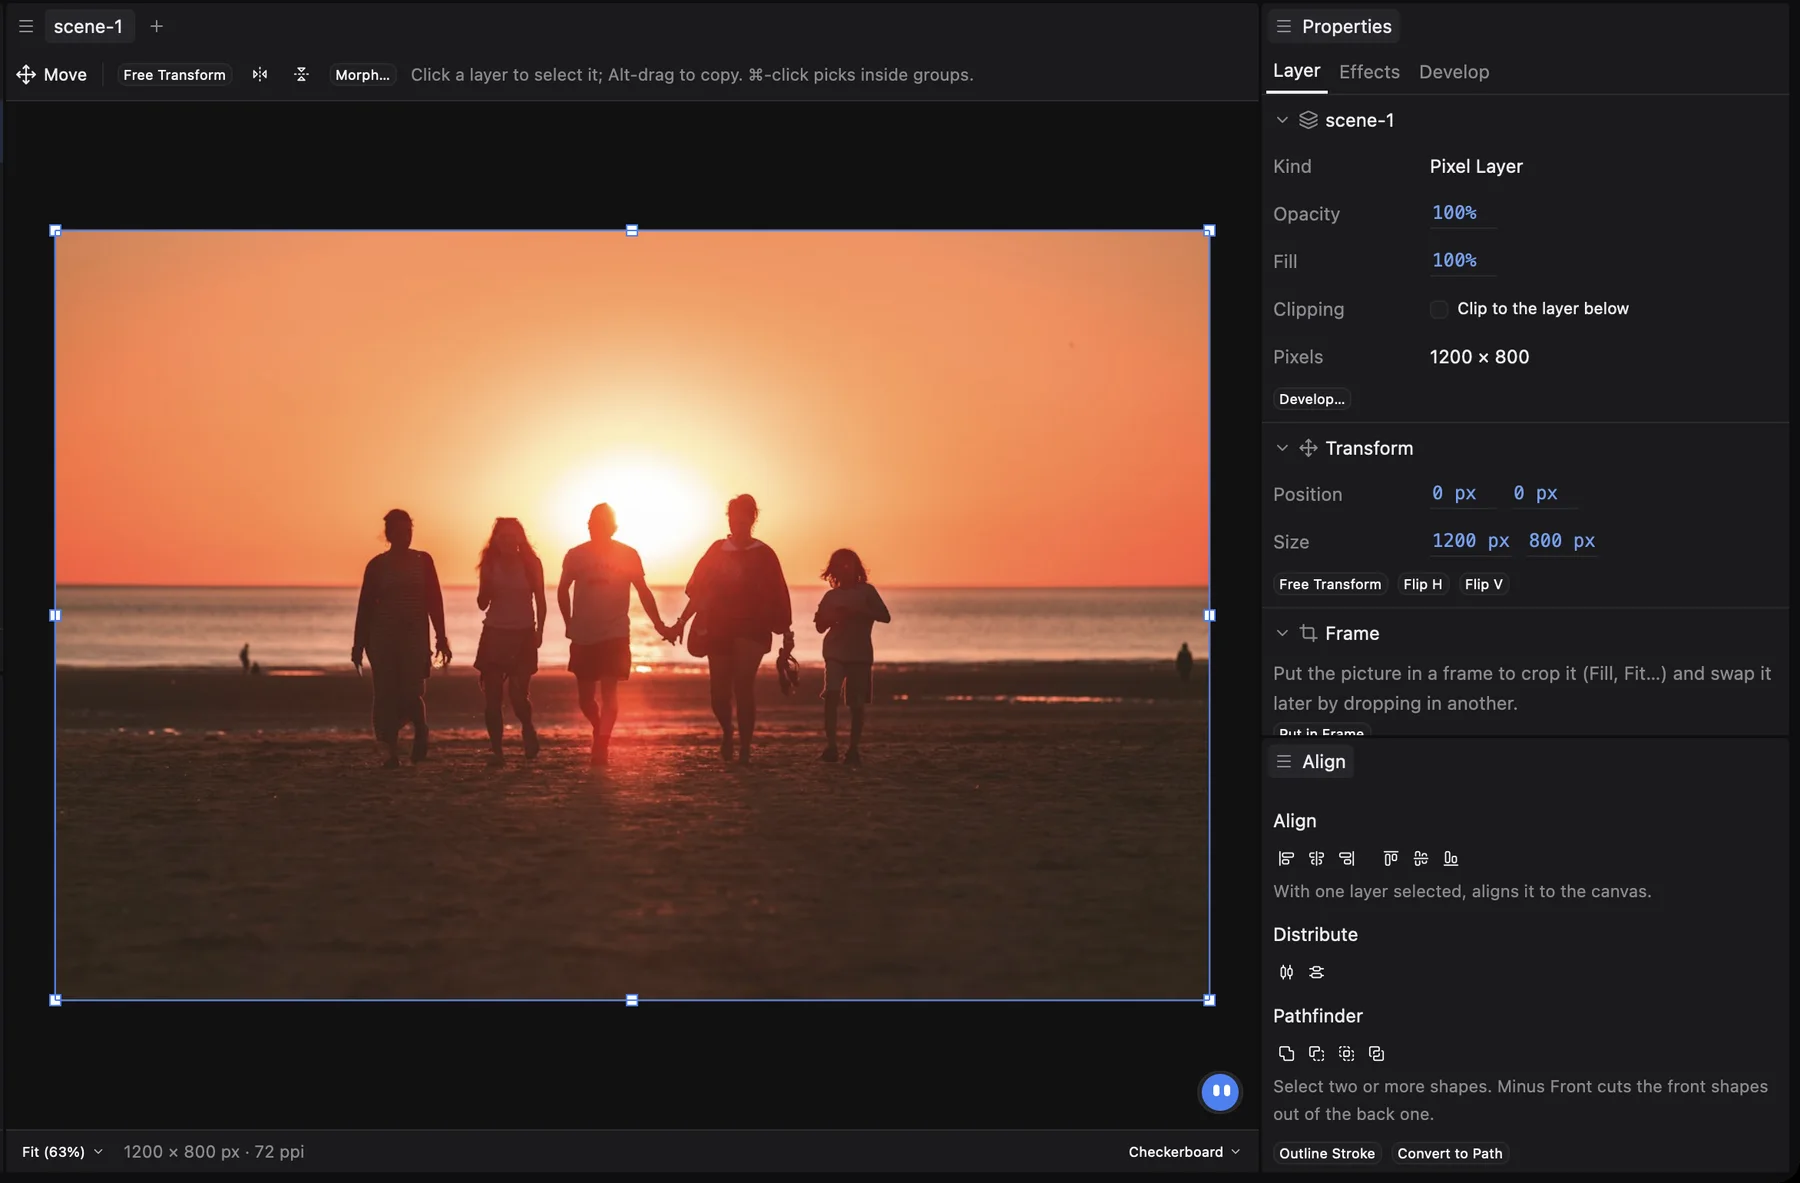 scene-1
Move
Free Transform
Morph...
Click a layer to select it; Alt-drag to copy. ⌘-click picks inside groups.
Fit (63%)
1200 × 800 px · 72 ppi
Checkerboard
Properties
Layer Effects Develop
scene-1
Kind Pixel Layer
Opacity 100%
Fill 100%
Clipping Clip to the layer below
Pixels 1200 × 800
Develop...
Transform
Position 0 px 0 px
Size 1200 px 800 px
Free Transform Flip H Flip V
Frame
Put the picture in a frame to crop it (Fill, Fit...) and swap it
later by dropping in another.
Put in Frame
Align
Align
With one layer selected, aligns it to the canvas.
Distribute
Pathfinder
Select two or more shapes. Minus Front cuts the front shapes
out of the back one.
Outline Stroke Convert to Path